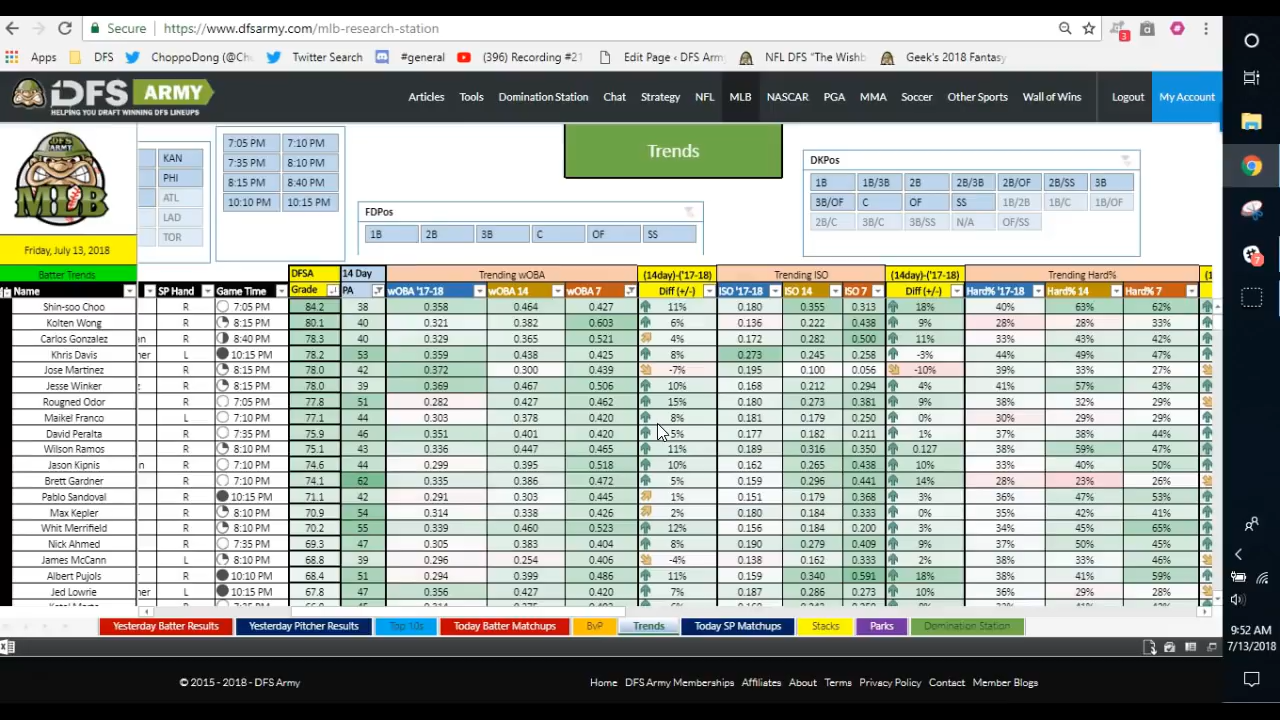 Secure https://www.dfsarmy.com/mlb-research-station
3
Apps DFS ChoppoDong (@Ch Twitter Search #general (396) Recording #21 Edit Page ‹ DFS Arm NFL DFS "The Wishb Geek's 2018 Fantasy
DFS ARMY
HELPING YOU DRAFT WINNING DFS LINEUPS
Articles Tools Domination Station Chat Strategy NFL MLB NASCAR PGA MMA Soccer Other Sports Wall of Wins Logout My Account
DFS ARMY MLB
KAN
PHI
ATL
LAD
TOR
7:05 PM 7:10 PM
7:35 PM 8:10 PM
8:15 PM 8:40 PM
10:10 PM 10:15 PM
Trends
FDPos
1B 2B 3B C OF SS
DKPos
1B 1B/3B 2B 2B/3B 2B/OF 2B/SS 3B
3B/OF C OF SS 1B/2B 1B/C 1B/OF
2B/C 3B/C 3B/SS N/A OF/SS
Friday, July 13, 2018
Batter Trends DFSA 14 Day Trending wOBA (14day)-('17-18) Trending ISO (14day)-('17-18) Trending Hard%
Name SP Hand Game Time Grade PA wOBA '17-18 wOBA 14 wOBA 7 Diff (+/-) ISO '17-18 ISO 14 ISO 7 Diff (+/-) Hard% '17-18 Hard% 14 Hard% 7
Shin-soo Choo R 7:05 PM 84.2 38 0.358 0.464 0.427 11% 0.180 0.355 0.313 18% 40% 63% 62%
Kolten Wong R 8:15 PM 80.1 40 0.321 0.382 0.603 6% 0.136 0.222 0.438 9% 28% 28% 33%
Carlos Gonzalez R 8:40 PM 78.3 40 0.329 0.365 0.521 4% 0.172 0.282 0.500 11% 33% 43% 42%
Khris Davis R 10:15 PM 78.2 53 0.359 0.438 0.425 8% 0.273 0.245 0.258 -3% 44% 49% 47%
Jose Martinez R 8:15 PM 78.0 42 0.372 0.300 0.439 -7% 0.195 0.100 0.056 -10% 39% 33% 27%
Jesse Winker R 8:15 PM 78.0 39 0.369 0.467 0.506 10% 0.168 0.212 0.294 4% 41% 57% 43%
Rougned Odor R 7:05 PM 77.8 51 0.282 0.427 0.462 15% 0.180 0.273 0.381 9% 38% 32% 29%
Maikel Franco L 7:10 PM 77.1 44 0.303 0.378 0.420 8% 0.181 0.179 0.250 0% 30% 29% 29%
David Peralta R 7:35 PM 75.9 46 0.351 0.401 0.420 5% 0.177 0.182 0.211 1% 37% 38% 44%
Wilson Ramos R 8:10 PM 75.1 43 0.336 0.447 0.465 11% 0.189 0.316 0.350 0.127 38% 59% 47%
Jason Kipnis R 7:10 PM 74.6 44 0.299 0.395 0.518 10% 0.162 0.265 0.438 10% 33% 40% 50%
Brett Gardner R 7:10 PM 74.1 62 0.335 0.386 0.472 5% 0.159 0.296 0.441 14% 28% 23% 26%
Pablo Sandoval R 10:15 PM 71.1 42 0.291 0.303 0.445 1% 0.151 0.179 0.368 3% 36% 47% 53%
Max Kepler R 8:10 PM 70.9 54 0.314 0.338 0.426 2% 0.180 0.184 0.333 0% 35% 42% 41%
Whit Merrifield R 8:10 PM 70.2 55 0.339 0.460 0.523 12% 0.156 0.184 0.200 3% 34% 45% 65%
Nick Ahmed R 7:35 PM 69.3 47 0.305 0.383 0.404 8% 0.190 0.279 0.409 9% 37% 50% 45%
James McCann L 8:10 PM 68.8 39 0.296 0.254 0.406 -4% 0.138 0.162 0.133 2% 38% 33% 46%
Albert Pujols R 10:10 PM 68.4 51 0.294 0.399 0.486 11% 0.159 0.340 0.591 18% 38% 41% 59%
Jed Lowrie R 10:15 PM 67.8 47 0.356 0.427 0.431 7% 0.187 0.286 0.273 10% 36% 29% 28%
Yesterday Batter Results Yesterday Pitcher Results Top 10s Today Batter Matchups BvP Trends Today SP Matchups Stacks Parks Domination Station
© 2015 - 2018 - DFS Army Home DFS Army Memberships Affiliates About Terms Privacy Policy Contact Member Blogs
7
9:52 AM
7/13/2018